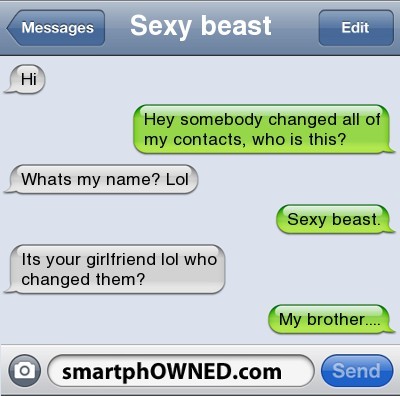 Messages
Sexy beast
Edit
Hi
Hey somebody changed all of
my contacts, who is this?
Whats my name? Lol
Sexy beast.
Its your girlfriend lol who
changed them?
My brother....
smartphOWNED.com
Send